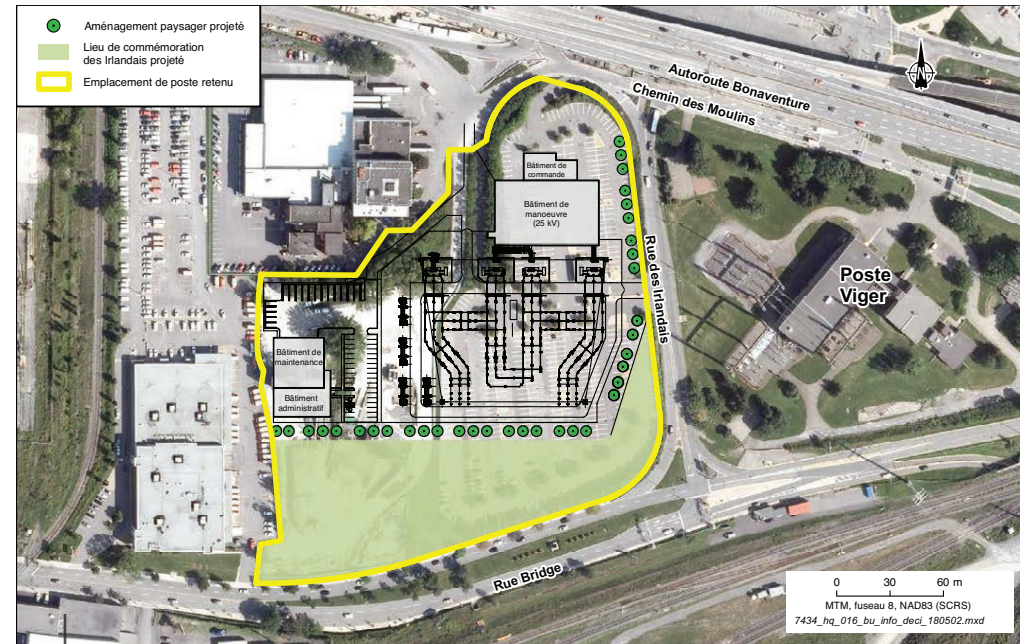 Aménagement paysager projeté
Lieu de commémoration
des Irlandais projeté
Emplacement de poste retenu
N
Autoroute Bonaventure
Chemin des Moulins
Bâtiment de
commande
Bâtiment de
manoeuvre
(25 kV)
Rue des Irlandais
Poste
Viger
Bâtiment de
maintenance
Bâtiment
administratif
Rue Bridge
0 30 60 m
MTM, fuseau 8, NAD83 (SCRS)
7434_hq_016_bu_info_deci_180502.mxd